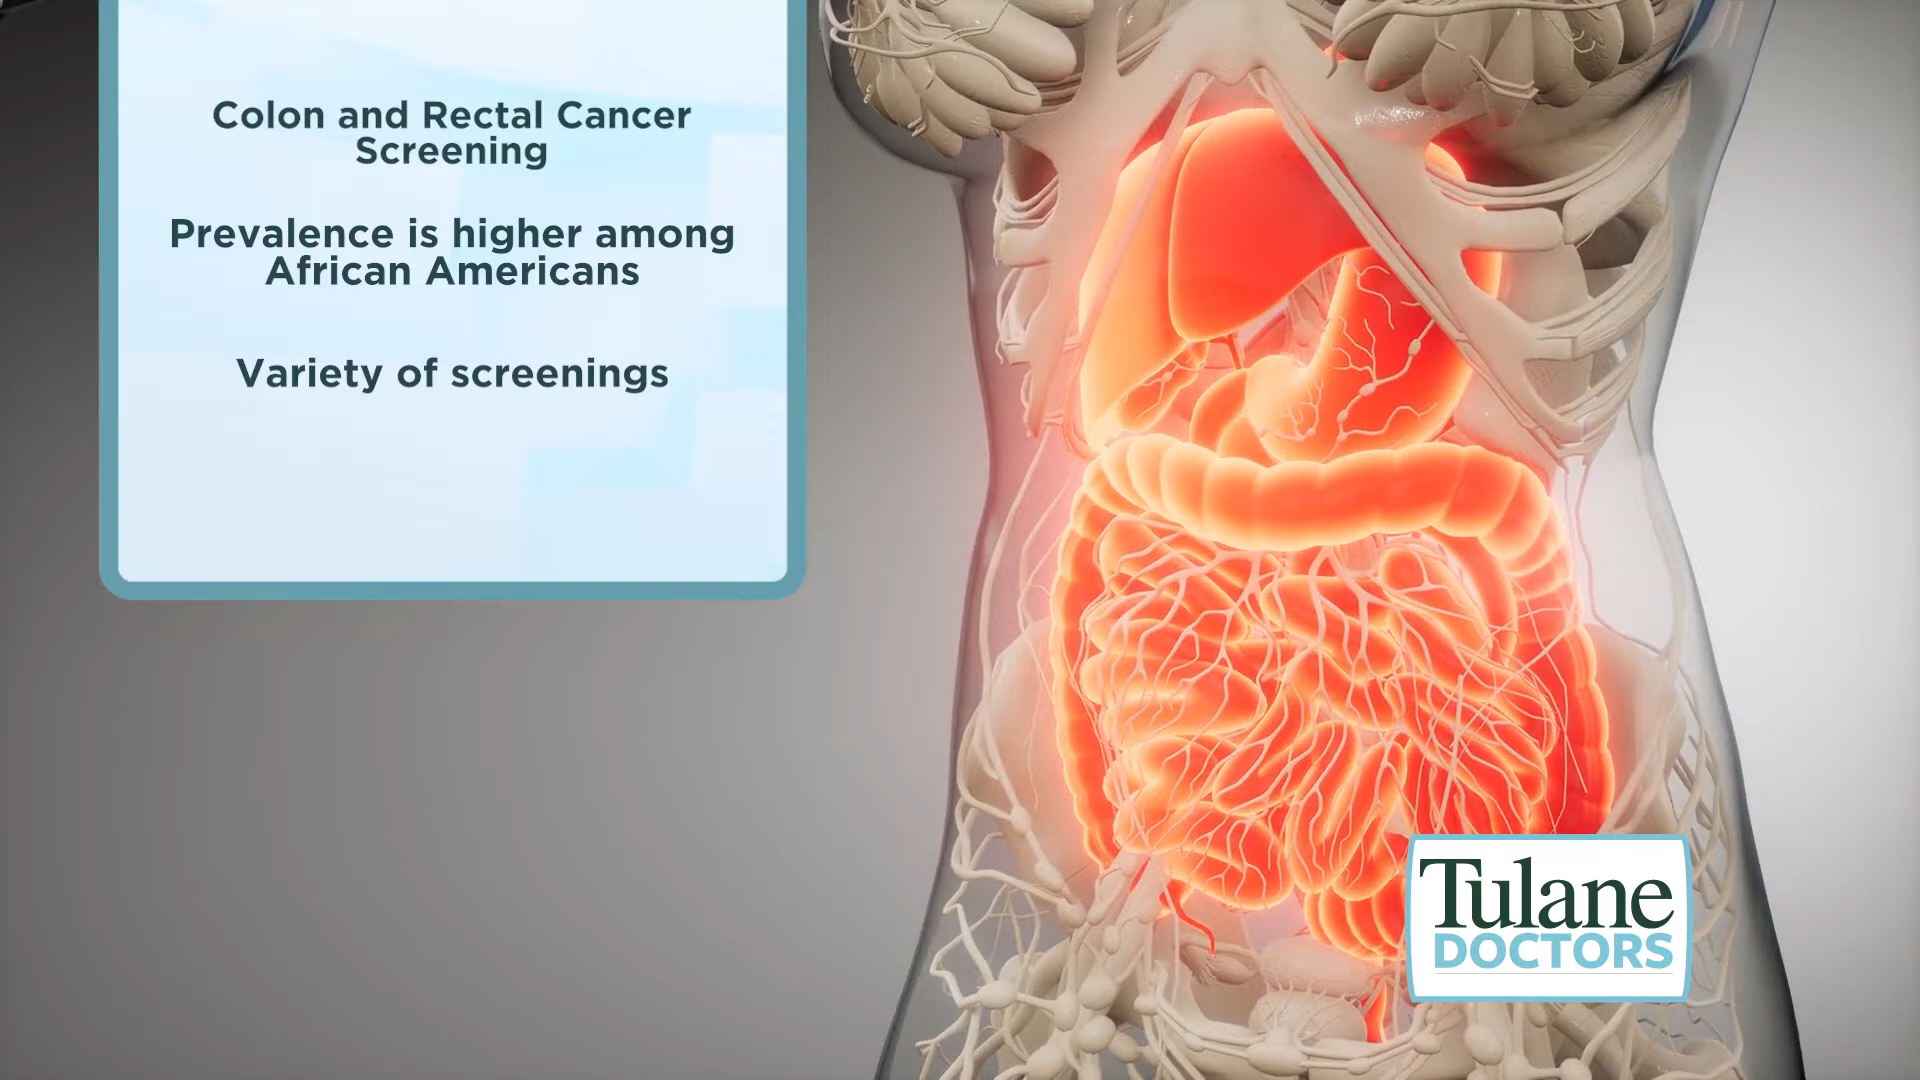 Colon and Rectal Cancer
Screening
Prevalence is higher among
African Americans
Variety of screenings
Tulane
DOCTORS